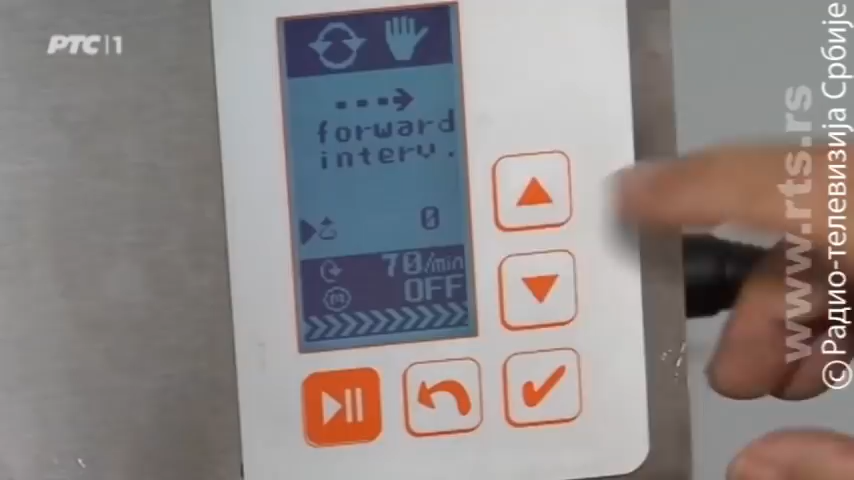 РТС|1
forward
interv.
0
70/min
OFF
www.rts.rs
© Радио-телевизија Србије